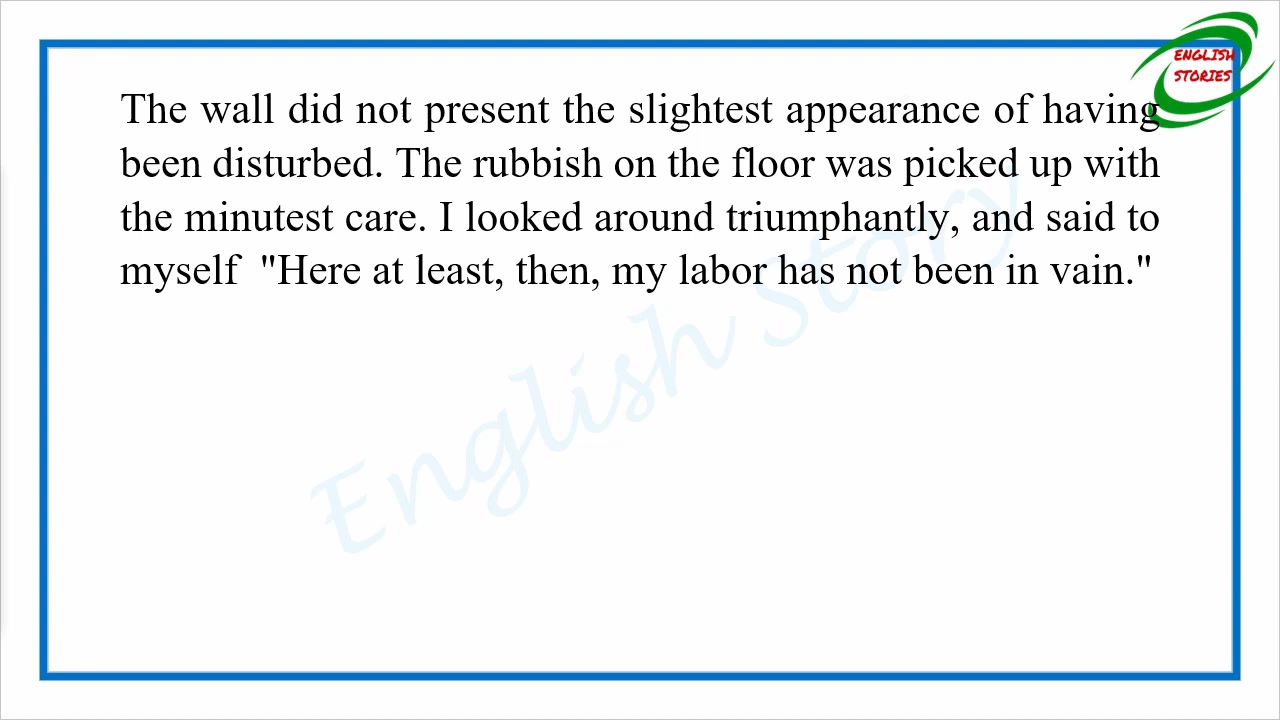 ENGLISH
STORIES
The wall did not present the slightest appearance of having
been disturbed. The rubbish on the floor was picked up with
the minutest care. I looked around triumphantly, and said to
myself  "Here at least, then, my labor has not been in vain."
English Story